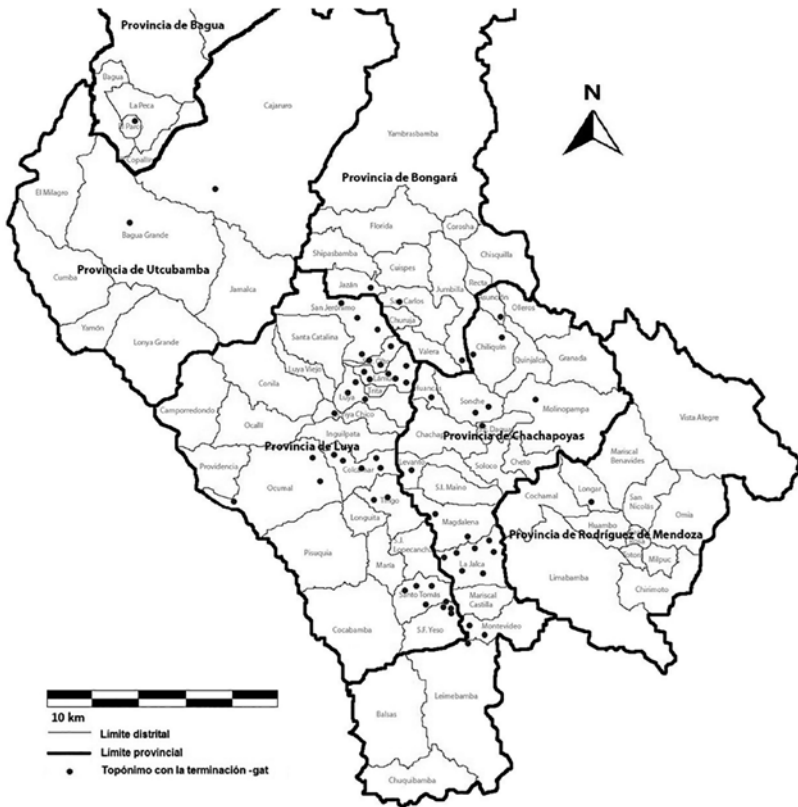 Provincia de Bagua
Bagua
La Peca
El Parco
Copallín
Cajaruro
N
Yambrasbamba
Provincia de Bongará
El Milagro
Bagua Grande
Florida
Corosha
Shipasbamba
Cuispes
Chisquilla
Cumba
Provincia de Utcubamba
Jamalca
Jazán
Jumbilla
Recta
San Carlos
Churuja
San Jerónimo
Olleros
Yamón
Lonya Grande
Santa Catalina
Valera
Chiliquín
Quinjalca
Granada
Luya Viejo
Conila
Luya
Camporredondo
Ocallí
Sonche
Molinopampa
Vista Alegre
Inguilpata
Provincia de Luya
Provincia de Chachapoyas
Providencia
Ocumal
Colcamar
Levanto
Soloco
Cheto
Mariscal
Benavides
Cochamal
Longar
San
Nicolás
Omia
Longuita
Magdalena
Huambo
Provincia de Rodríguez de Mendoza
Pisuquia
María
La Jalca
Milpuc
Limabamba
Chirimoto
Santo Tomás
Mariscal
Castilla
Cocabamba
S.F. Yeso
Montevideo
Balsas
Leimebamba
Chuquibamba
10 km
Límite distrital
Límite provincial
Topónimo con la terminación -gat